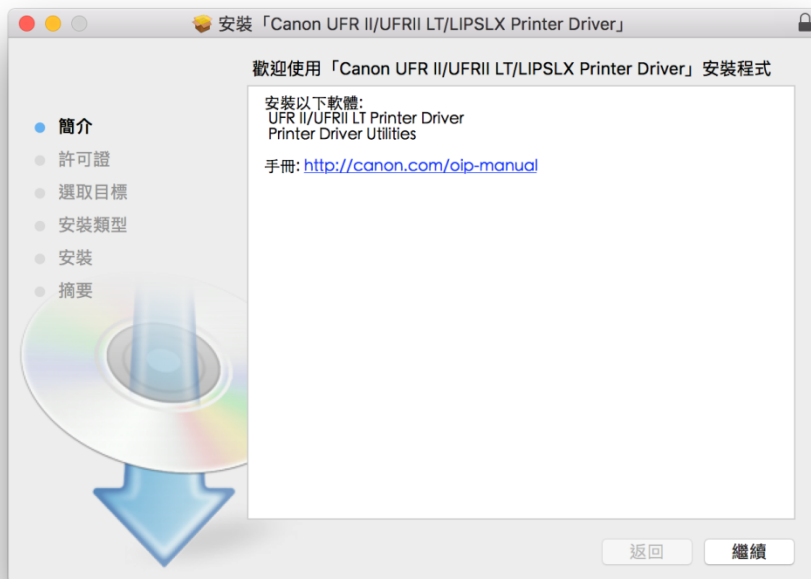 安裝「Canon UFR II/UFRII LT/LIPSLX Printer Driver」
歡迎使用「Canon UFR II/UFRII LT/LIPSLX Printer Driver」安裝程式
簡介
許可證
選取目標
安裝類型
安裝
摘要
安裝以下軟體:
UFR II/UFRII LT Printer Driver
Printer Driver Utilities
手冊: http://canon.com/oip-manual
返回
繼續